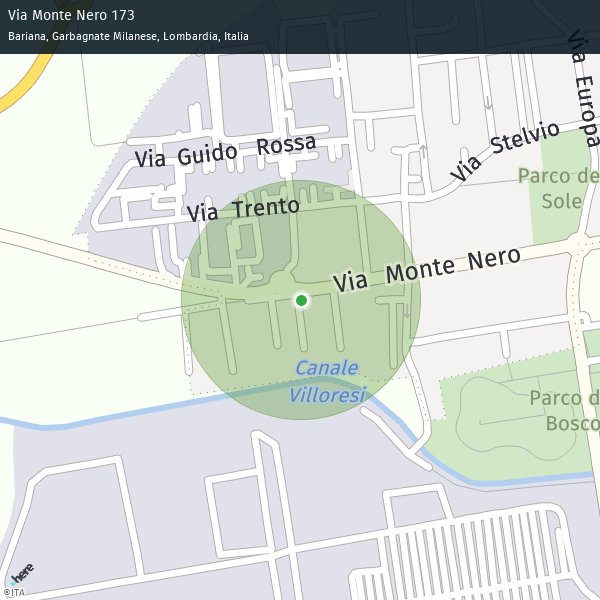 Via Monte Nero 173
Bariana, Garbagnate Milanese, Lombardia, Italia
Via Europa
Via Guido Rossa
Via Stelvio
Parco de
Sole
Via Trento
Via Monte Nero
Canale
Villoresi
Parco d
Bosco
here
©ITA